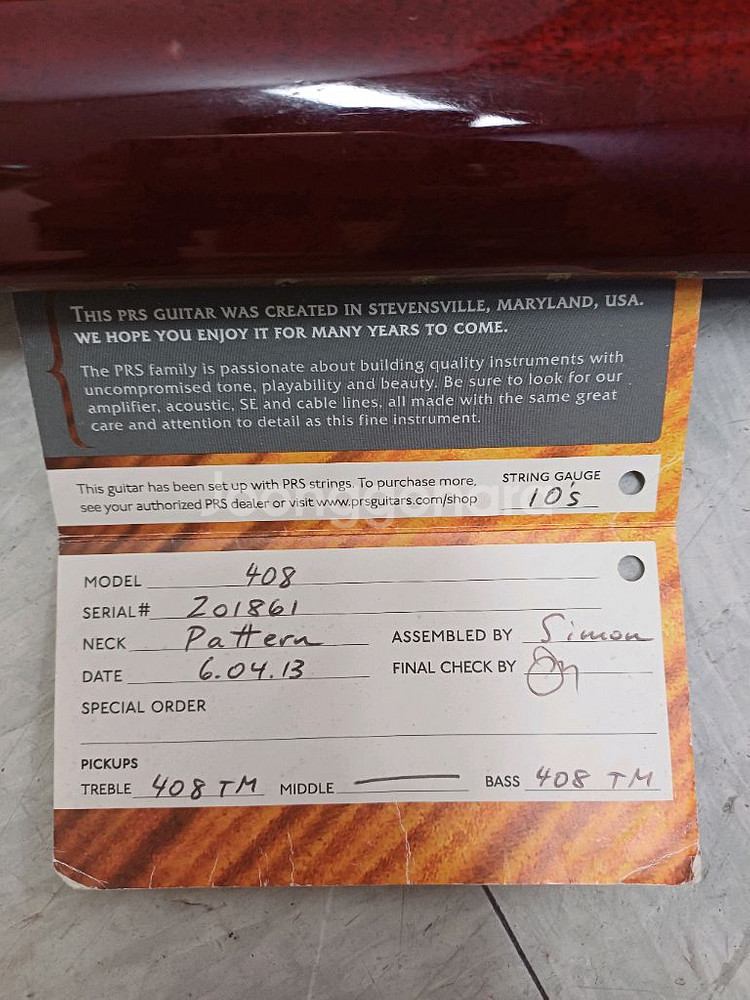 THIS PRS GUITAR WAS CREATED IN STEVENSVILLE, MARYLAND, USA.
WE HOPE YOU ENJOY IT FOR MANY YEARS TO COME.
The PRS family is passionate about building quality instruments with
uncompromised tone, playability and beauty. Be sure to look for our
amplifier, acoustic, SE and cable lines, all made with the same great
care and attention to detail as this fine instrument.
This guitar has been set up with PRS strings. To purchase more,
see your authorized PRS dealer or visit www.prsguitars.com/shop
STRING GAUGE
10's
MODEL 408
SERIAL# 201861
NECK Pattern
ASSEMBLED BY Simon
DATE 6.04.13
FINAL CHECK BY
SPECIAL ORDER
PICKUPS
TREBLE 408 TM MIDDLE BASS 408 TM